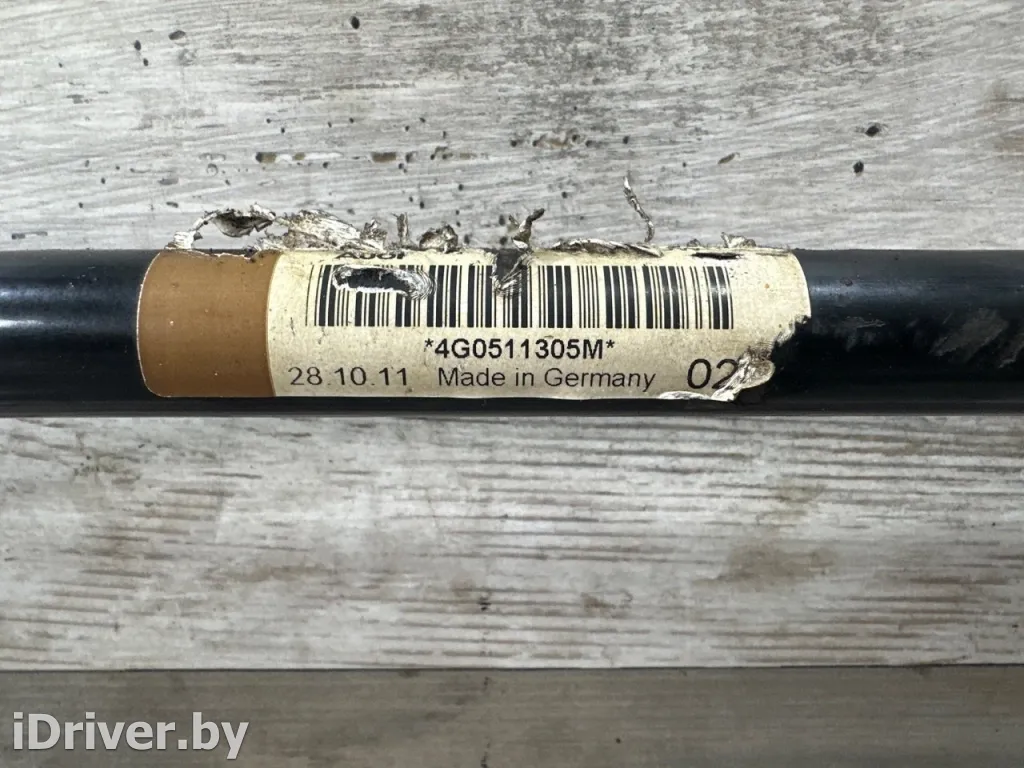 *4G0511305M*
28.10.11 Made in Germany 02
iDriver.by